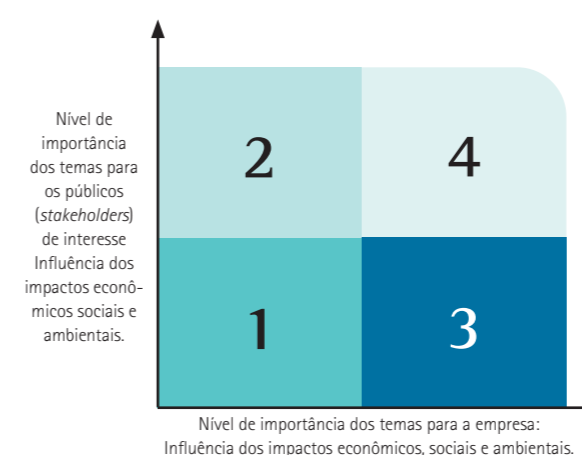 Nível de
importância
dos temas para
os públicos
(stakeholders)
de interesse
Influência dos
impactos econô-
micos sociais e
ambientais.
2
4
1
3
Nível de importância dos temas para a empresa:
Influência dos impactos econômicos, sociais e ambientais.